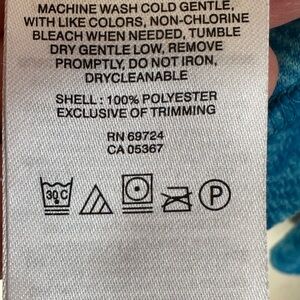 MACHINE WASH COLD GENTLE,
WITH LIKE COLORS, NON-CHLORINE
BLEACH WHEN NEEDED, TUMBLE
DRY GENTLE LOW, REMOVE
PROMPTLY, DO NOT IRON,
DRYCLEANABLE
SHELL : 100% POLYESTER
EXCLUSIVE OF TRIMMING
RN 69724
CA 05367
30°C P